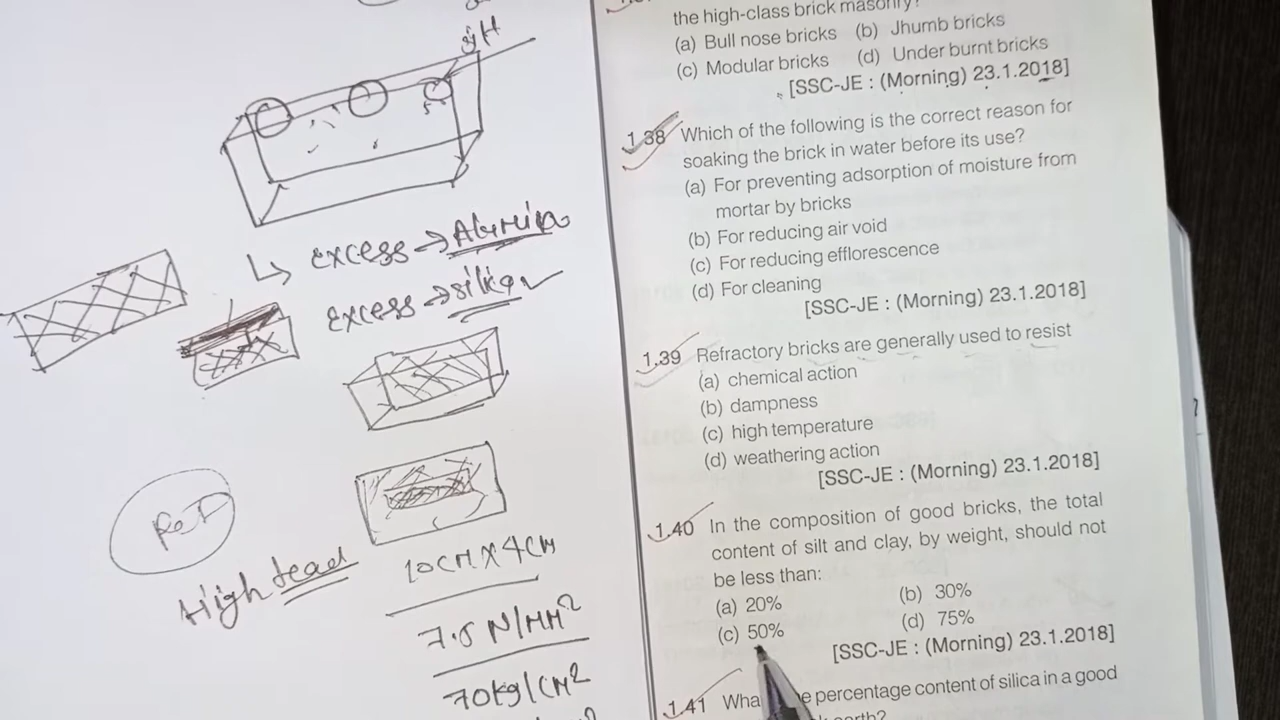 excess → Alumina
excess → silica
Red
High
10 CM X 4 CM
7.5 N/MM²
70 kg/CM²
the high-class brick masonry?
(a) Bull nose bricks (b) Jhumb bricks
(c) Modular bricks (d) Under burnt bricks
[SSC-JE : (Morning) 23.1.2018]
1.38 Which of the following is the correct reason for
soaking the brick in water before its use?
(a) For preventing adsorption of moisture from
mortar by bricks
(b) For reducing air void
(c) For reducing efflorescence
(d) For cleaning
[SSC-JE : (Morning) 23.1.2018]
1.39 Refractory bricks are generally used to resist
(a) chemical action
(b) dampness
(c) high temperature
(d) weathering action
[SSC-JE : (Morning) 23.1.2018]
1.40 In the composition of good bricks, the total
content of silt and clay, by weight, should not
be less than:
(a) 20% (b) 30%
(c) 50% (d) 75%
[SSC-JE : (Morning) 23.1.2018]
1.41 percentage content of silica in a good